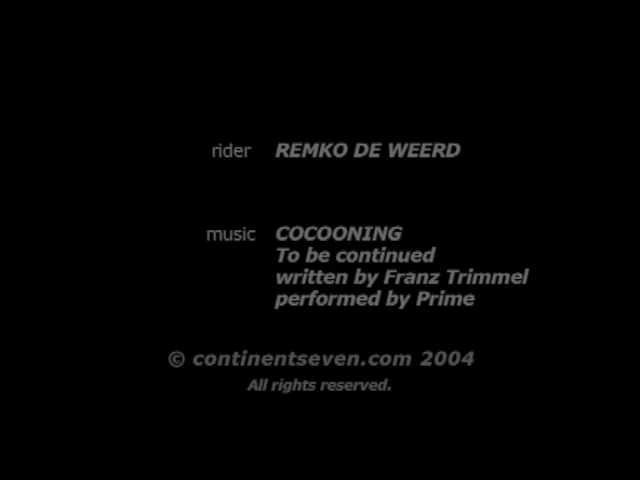 rider REMKO DE WEERD
music COCOONING
To be continued
written by Franz Trimmel
performed by Prime
© continentseven.com 2004
All rights reserved.